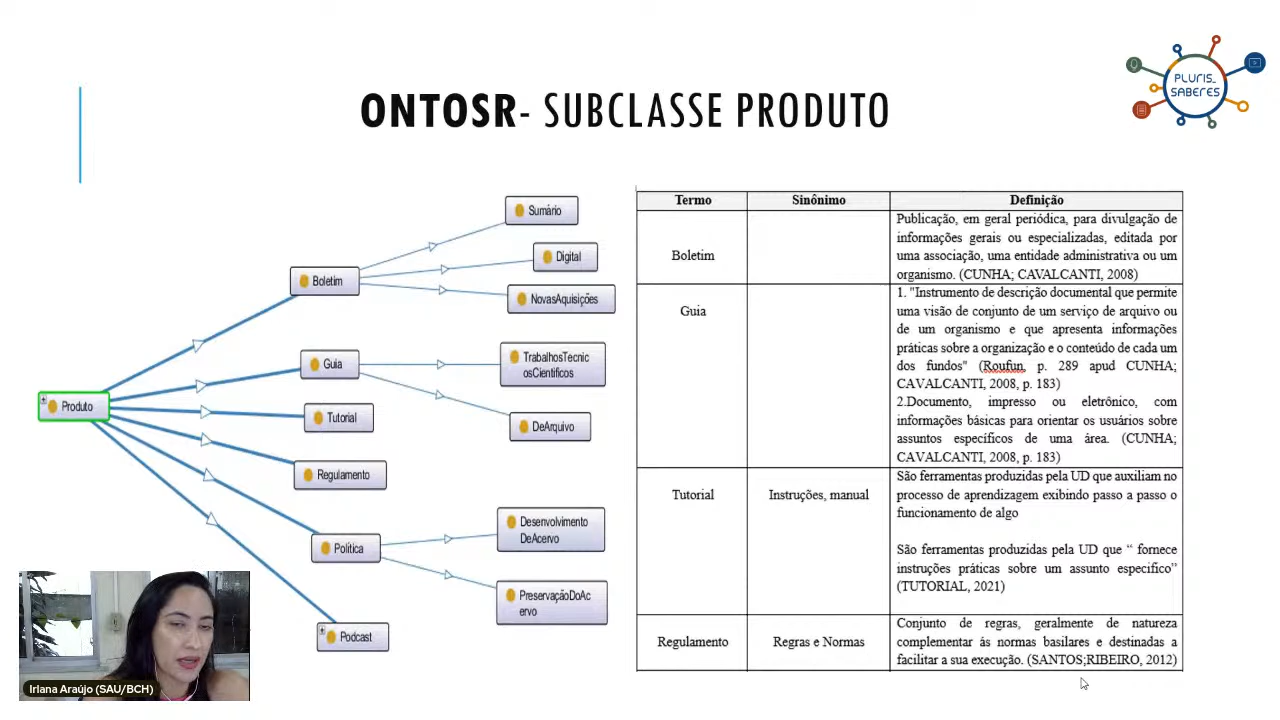 PLURIS_
SABERES
ONTOSR- SUBCLASSE PRODUTO
Produto
Boletim
Guia
Tutorial
Regulamento
Política
Podcast
Sumário
Digital
NovasAquisições
TrabalhosTecnic
osCientíficos
DeArquivo
Desenvolvimento
DeAcervo
PreservaçãoDoAc
ervo
Termo Sinônimo Definição
Boletim
Publicação, em geral periódica, para divulgação de
informações gerais ou especializadas, editada por
uma associação, uma entidade administrativa ou um
organismo. (CUNHA; CAVALCANTI, 2008)
Guia
1. "Instrumento de descrição documental que permite
uma visão de conjunto de um serviço de arquivo ou
de um organismo e que apresenta informações
práticas sobre a organização e o conteúdo de cada um
dos fundos" (Roufun, p. 289 apud CUNHA;
CAVALCANTI, 2008, p. 183)
2.Documento, impresso ou eletrônico, com
informações básicas para orientar os usuários sobre
assuntos específicos de uma área. (CUNHA;
CAVALCANTI, 2008, p. 183)
Tutorial Instruções, manual
São ferramentas produzidas pela UD que auxiliam no
processo de aprendizagem exibindo passo a passo o
funcionamento de algo
São ferramentas produzidas pela UD que “ fornece
instruções práticas sobre um assunto específico”
(TUTORIAL, 2021)
Regulamento Regras e Normas
Conjunto de regras, geralmente de natureza
complementar ás normas basilares e destinadas a
facilitar a sua execução. (SANTOS;RIBEIRO, 2012)
Irlana Araújo (SAU/BCH)